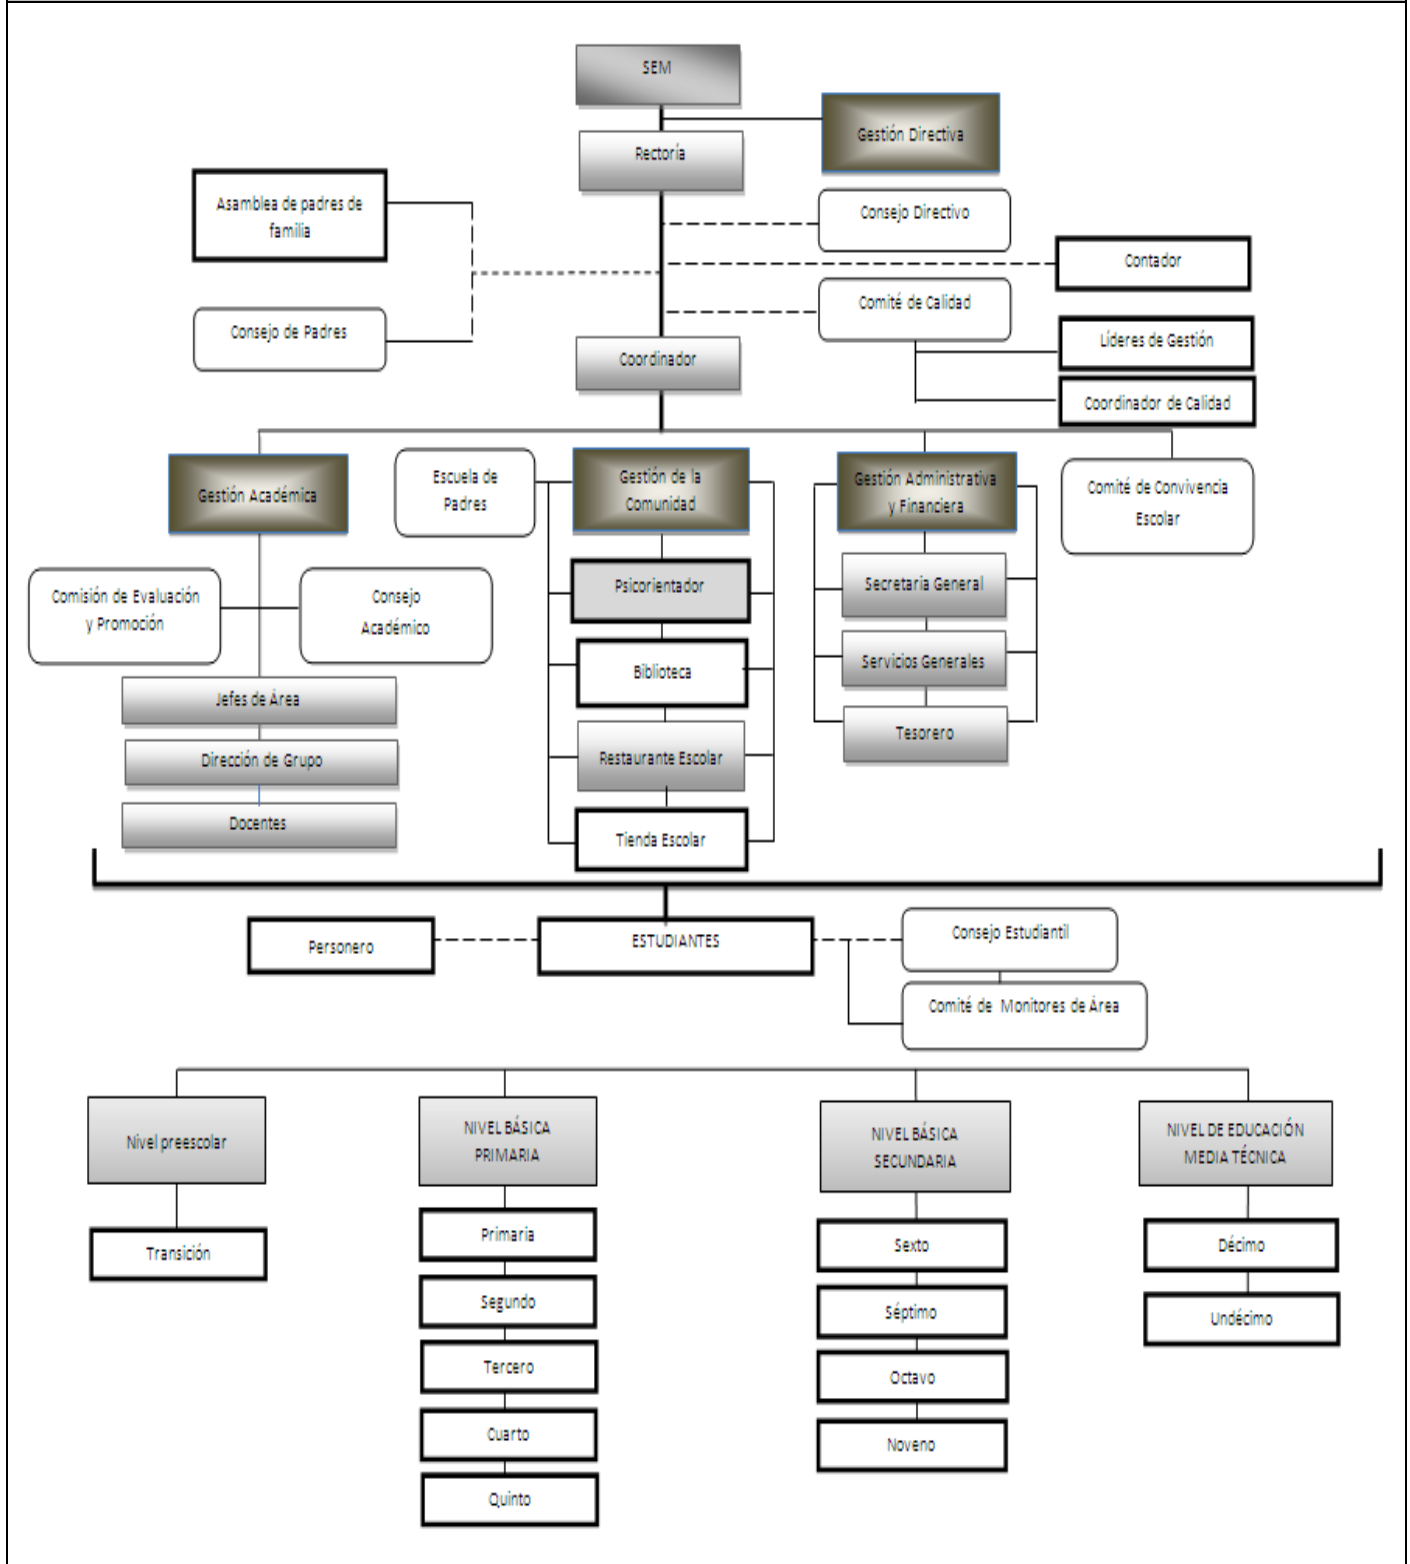 SEM
Gestión Directiva
Rectoría
Asamblea de padres de
familia
Consejo Directivo
Contador
Comité de Calidad
Consejo de Padres
Líderes de Gestión
Coordinador
Coordinador de Calidad
Gestión Académica
Escuela de
Padres
Gestión de la
Comunidad
Gestión Administrativa
y Financiera
Comité de Convivencia
Escolar
Comisión de Evaluación
y Promoción
Consejo
Académico
Psicorientador
Secretaria General
Biblioteca
Servicios Generales
Jefes de Área
Restaurante Escolar
Tesorero
Dirección de Grupo
Docentes
Tienda Escolar
Personero
ESTUDIANTES
Consejo Estudiantil
Comité de Monitores de Área
Nivel preescolar
NIVEL BÁSICA
PRIMARIA
NIVEL BÁSICA
SECUNDARIA
NIVEL DE EDUCACIÓN
MEDIA TÉCNICA
Transición
Primaria
Segundo
Tercero
Cuarto
Quinto
Sexto
Séptimo
Octavo
Noveno
Décimo
Undécimo